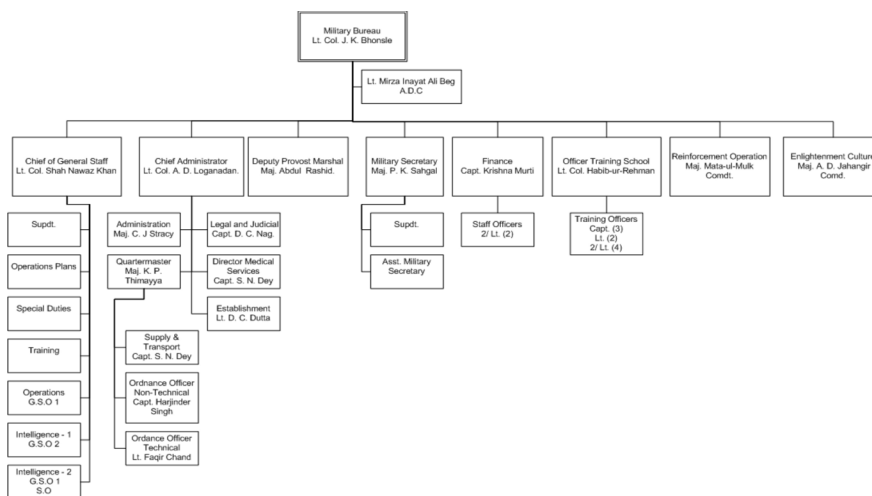 Military Bureau
Lt. Col. J. K. Bhonsle
Lt. Mirza Inayat Ali Beg
A.D.C
Chief of General Staff
Lt. Col. Shah Nawaz Khan
Chief Administrator
Lt. Col. A. D. Loganadan.
Deputy Provost Marshal
Maj. Abdul Rashid.
Military Secretary
Maj. P. K. Sahgal
Finance
Capt. Krishna Murti
Officer Training School
Lt. Col. Habib-ur-Rehman
Reinforcement Operation
Maj. Mata-ul-Mulk
Comdt.
Enlightenment Culture
Maj. A. D. Jahangir
Comd.
Supdt.
Operations Plans
Special Duties
Training
Operations
G.S.O 1
Intelligence - 1
G.S.O 2
Intelligence - 2
G.S.O 1
S.O
Administration
Maj. C. J Stracy
Legal and Judicial
Capt. D. C. Nag.
Quartermaster
Maj. K. P.
Thimayya
Director Medical
Services
Capt. S. N. Dey
Establishment
Lt. D. C. Dutta
Supply &
Transport
Capt. S. N. Dey
Ordnance Officer
Non-Technical
Capt. Harjinder
Singh
Ordance Officer
Technical
Lt. Faqir Chand
Supdt.
Asst. Military
Secretary
Staff Officers
2/ Lt. (2)
Training Officers
Capt. (3)
Lt. (2)
2/ Lt. (4)